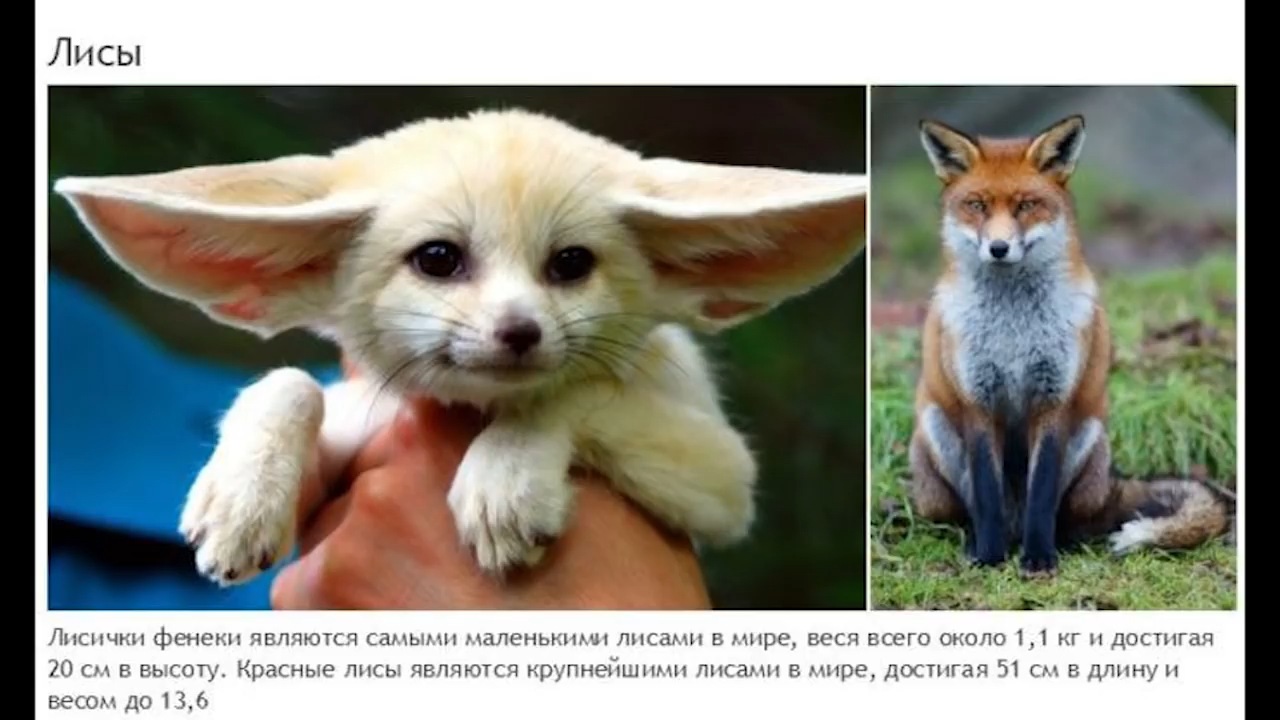 Лисы
Лисички фенеки являются самыми маленькими лисами в мире, веся всего около 1,1 кг и достигая
20 см в высоту. Красные лисы являются крупнейшими лисами в мире, достигая 51 см в длину и
весом до 13,6